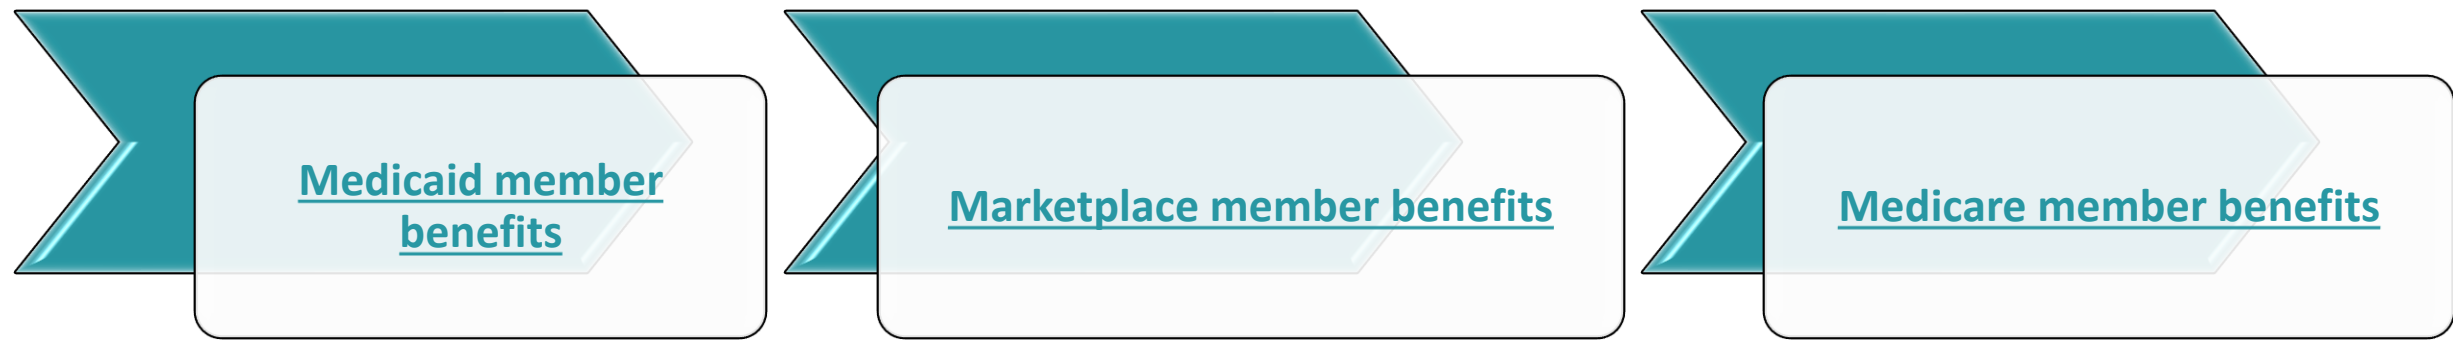 Medicaid member
benefits
Marketplace member benefits
Medicare member benefits